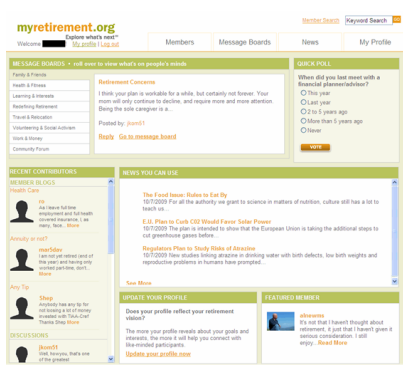 Member Search Keyword Search GO
myretirement.org
Explore what's next
Welcome My profile | Log out
Members Message Boards News My Profile
MESSAGE BOARDS • roll over to view what's on people's minds
Family & Friends
Health & Fitness
Learning & Interests
Redefining Retirement
Travel & Relocation
Volunteering & Social Activism
Work & Money
Community Forum
Retirement Concerns
I think your plan is workable for a while, but certainly not forever. Your
mom will only continue to decline, and require more and more attention.
Being the sole caregiver is a...
Posted by: jkom51
Reply Go to message board
QUICK POLL
When did you last meet with a
financial planner/advisor?
This year
Last year
2 to 5 years ago
More than 5 years ago
Never
VOTE
RECENT CONTRIBUTORS
MEMBER BLOGS
Health Care
As I leave full time
employment and full health
covered insurance, I, as
many, face... More
Annuity or not?
mar5dav
I am not yet retired (end of
the year) and having only
worked part-time, don't...
More
Any Tip
Shep
Anybody has any tip for
not losing a lot of money
invested with TIAA-Cref
Thanks Shep More
DISCUSSIONS
jkom51
Well, love you, that's one
of the greatest
NEWS YOU CAN USE
The Food Issue: Rules to Eat By
10/7/2009 For all the authority we grant to science in matters of nutrition, culture still has a lot to
teach us ...
E.U. Plan to Curb CO2 Would Favor Solar Power
10/7/2009 The plan is intended to show that the European Union is taking the additional steps to
cut greenhouse gases before...
Regulators Plan to Study Risks of Atrazine
10/7/2009 New studies linking atrazine in drinking water with birth defects, low birth weights and
reproductive problems in humans have prompted...
See More
UPDATE YOUR PROFILE
Does your profile reflect your retirement
vision?
The more your profile reveals about your goals and
interests, the more it will help you connect with
like-minded participants.
Update your profile now
FEATURED MEMBER
It's not that I haven't thought about
retirement, it just that I haven't given it
serious consideration. I still
enjoy...Read More